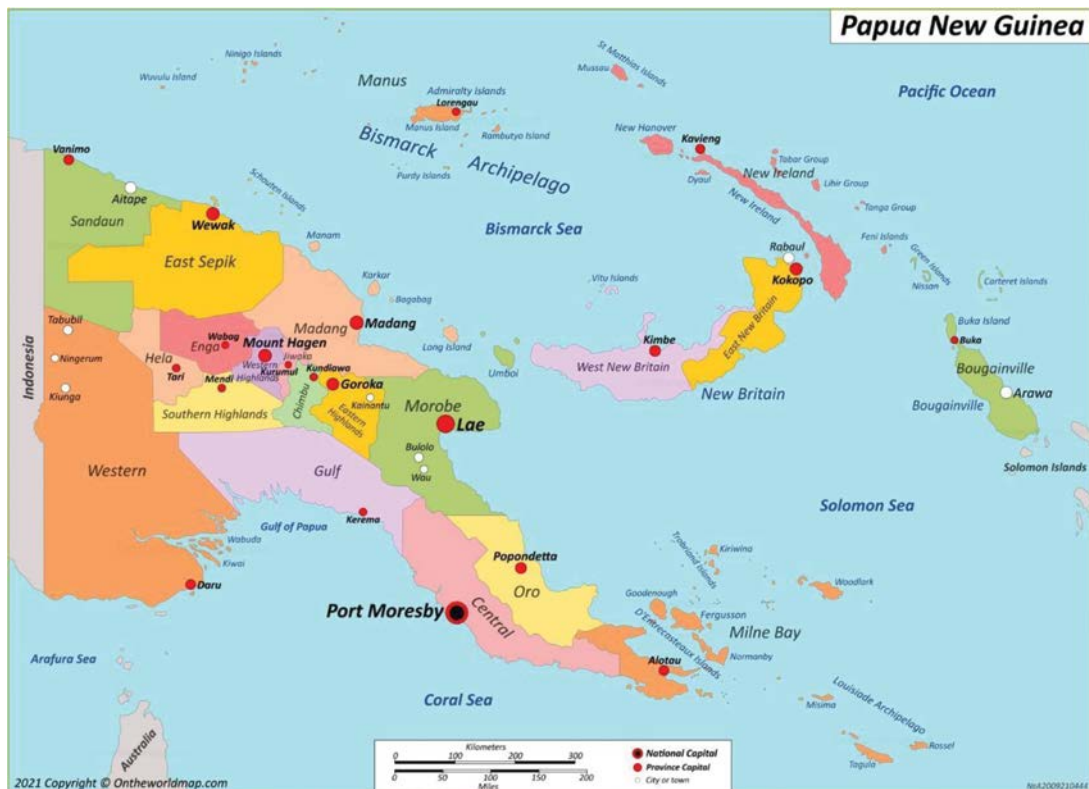 Papua New Guinea
Ninigo Islands
Wuvulu Island
Manus
Admiralty Islands
Lorengau
Manus Island
Rambutyo Island
Purdy Islands
Bismarck Archipelago
St Matthias Islands
Mussau
Pacific Ocean
New Hanover
Kavieng
Dyaul
Tabar Group
New Ireland
New Ireland
Lihir Group
Tanga Group
Feni Islands
Green Islands
Nissan
Carteret Islands
Vanimo
Aitape
Sandaun
Schouten Islands
Wewak
East Sepik
Bismarck Sea
Rabaul
Kokopo
Manam
Karkar
Bagabag
Vitu Islands
East New Britain
Kimbe
West New Britain
New Britain
Buka Island
Buka
Bougainville
Arawa
Bougainville
Solomon Islands
Indonesia
Tabubil
Ningerum
Kiunga
Hela
Tari
Enga
Wabag
Mount Hagen
Western
Highlands
Jiwaka
Kurumul
Kundiawa
Mendi
Southern Highlands
Chimbu
Goroka
Kainantu
Eastern
Highlands
Madang
Madang
Long Island
Umboi
Morobe
Lae
Bulolo
Wau
Western
Gulf
Gulf of Papua
Kerema
Wabuda
Kiwai
Daru
Solomon Sea
Popondetta
Oro
Port Moresby
Central
Trobriand Islands
Kiriwina
Woodlark
Goodenough
Fergusson
D'Entrecasteaux Islands
Milne Bay
Normanby
Alotau
Arafura Sea
Coral Sea
Misima
Louisiade Archipelago
Rossel
Tagula
Australia
Kilometers
0 100 200 300
0 50 100 150 200
Miles
National Capital
Province Capital
City or town
2021 Copyright © Ontheworldmap.com